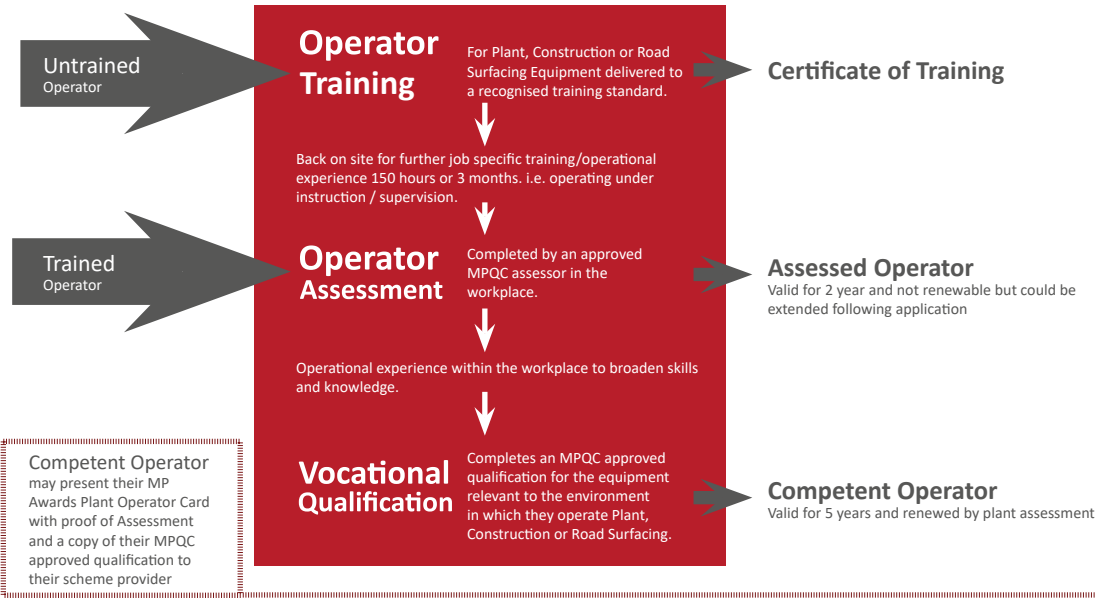 Untrained
Operator
Operator
Training
For Plant, Construction or Road
Surfacing Equipment delivered to
a recognised training standard.
Certificate of Training
Back on site for further job specific training/operational
experience 150 hours or 3 months. i.e. operating under
instruction / supervision.
Trained
Operator
Operator
Assessment
Completed by an approved
MPQC assessor in the
workplace.
Assessed Operator
Valid for 2 year and not renewable but could be
extended following application
Operational experience within the workplace to broaden skills
and knowledge.
Vocational
Qualification
Completes an MPQC approved
qualification for the equipment
relevant to the environment
in which they operate Plant,
Construction or Road Surfacing.
Competent Operator
Valid for 5 years and renewed by plant assessment
Competent Operator
may present their MP
Awards Plant Operator Card
with proof of Assessment
and a copy of their MPQC
approved qualification to
their scheme provider